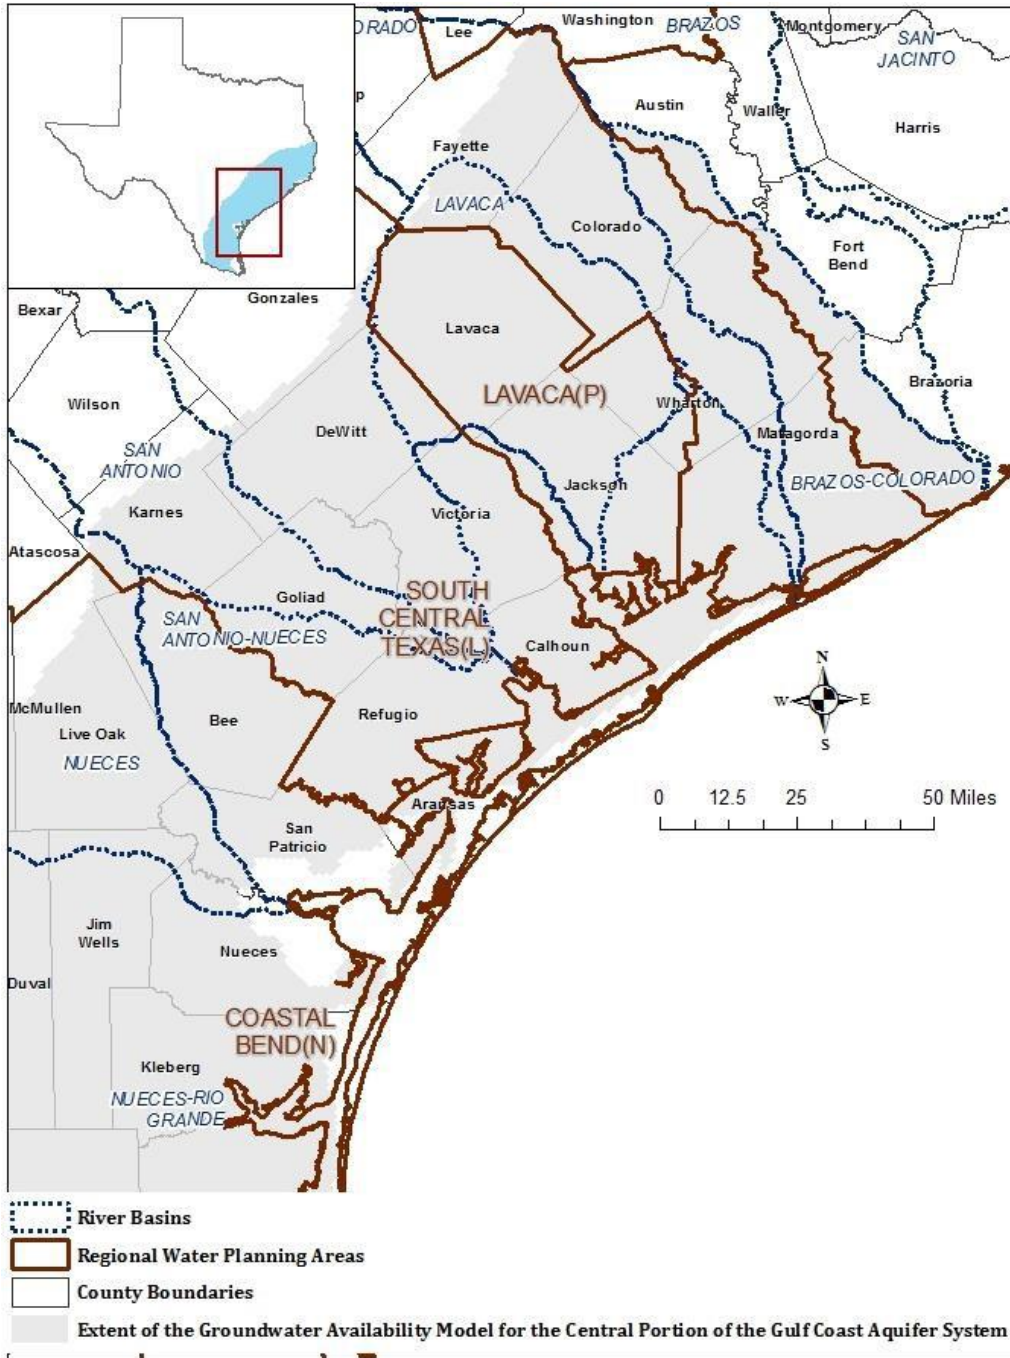 Washington
BRAZOS
Montgomery
ORADO
Lee
SAN
JACINTO
p
Austin
Waller
Harris
Fayette
LAVACA
Colorado
Fort
Bend
Gonzales
Bexar
Lavaca
Brazoria
LAVACA(P)
Wharton
Wilson
DeWitt
Matagorda
SAN
ANTONIO
BRAZOS-COLORADO
Jackson
Karnes
Victoria
Atascosa
SOUTH
CENTRAL
TEXAS(L)
Goliad
SAN
ANTONIO-NUECES
Calhoun
N
W
E
S
McMullen
Bee
Refugio
Live Oak
NUECES
0 12.5 25 50 Miles
Aransas
San
Patricio
Jim
Wells
Nueces
Duval
COASTAL
BEND(N)
Kleberg
NUECES-RIO
GRANDE
River Basins
Regional Water Planning Areas
County Boundaries
Extent of the Groundwater Availability Model for the Central Portion of the Gulf Coast Aquifer System